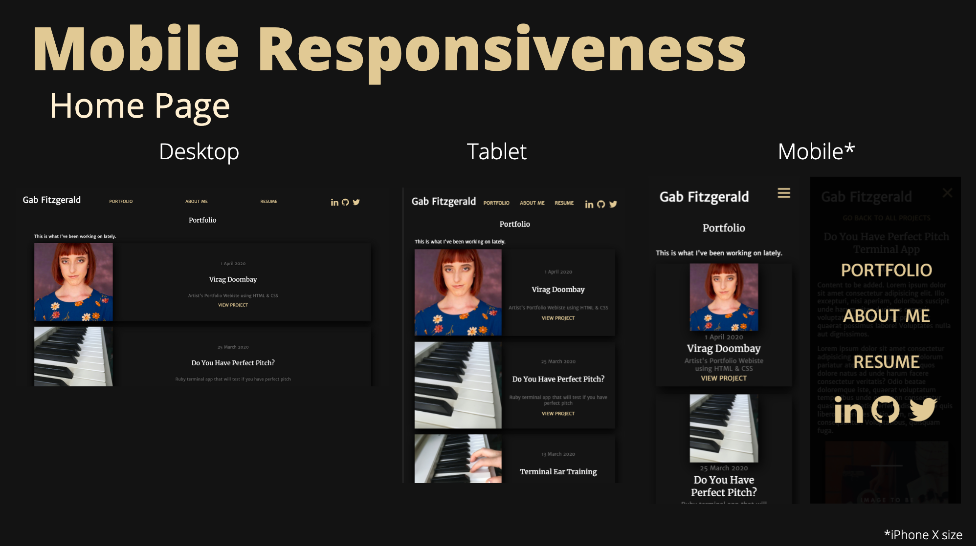 Mobile Responsiveness
Home Page
Desktop
Tablet
Mobile*
Gab Fitzgerald
PORTFOLIO
ABOUT ME
RESUME
Portfolio
This is what I've been working on lately.
1 April 2020
Virag Doombay
Artist's Portfolio Webiste using HTML & CSS
VIEW PROJECT
25 March 2020
Do You Have Perfect Pitch?
Ruby terminal app that will test if you have perfect pitch
Gab Fitzgerald
PORTFOLIO
ABOUT ME
RESUME
Portfolio
This is what I've been working on lately.
1 April 2020
Virag Doombay
Artist's Portfolio Webiste using HTML & CSS
VIEW PROJECT
25 March 2020
Do You Have Perfect Pitch?
Ruby terminal app that will test if you have
perfect pitch
VIEW PROJECT
15 March 2020
Terminal Ear Training
Gab Fitzgerald
Portfolio
This is what I've been working on lately.
1 April 2020
Virag Doombay
Artist's Portfolio Webiste
using HTML & CSS
VIEW PROJECT
25 March 2020
Do You Have
Perfect Pitch?
Ruby terminal app that will
Gab Fitzgerald
GO BACK TO ALL PROJECTS
Do You Have Perfect Pitch
Terminal App
PORTFOLIO
ABOUT ME
RESUME
*iPhone X size